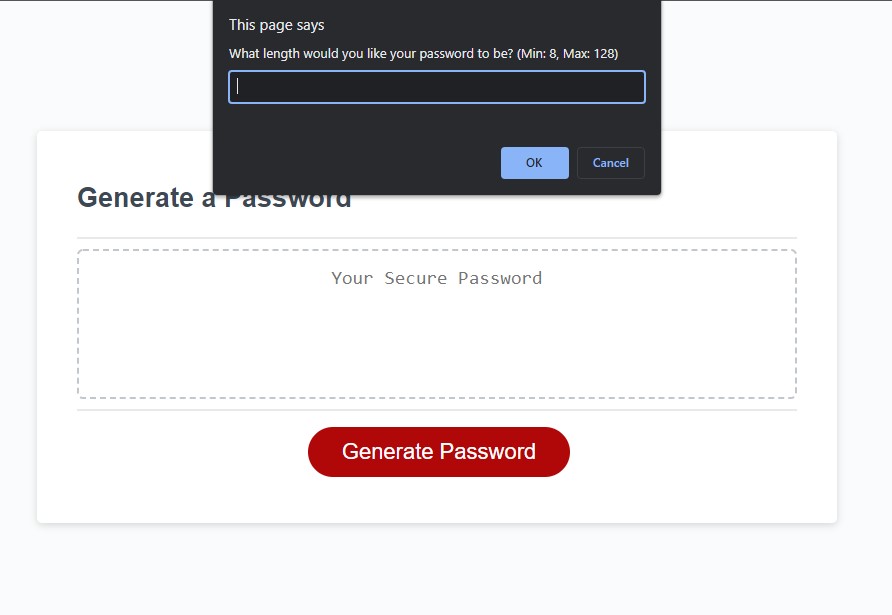 This page says
What length would you like your password to be? (Min: 8, Max: 128)
OK
Cancel
Generate a Password
Your Secure Password
Generate Password